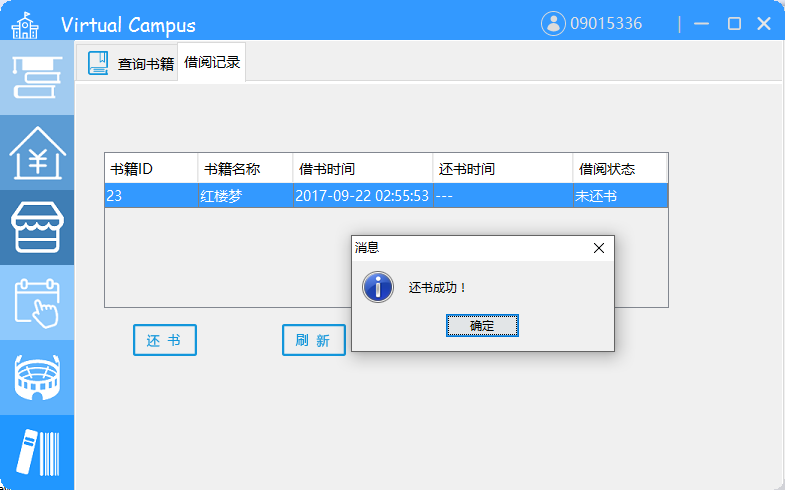 Virtual Campus
09015336
查询书籍
借阅记录
书籍ID 书籍名称 借书时间 还书时间 借阅状态
23 红楼梦 2017-09-22 02:55:53 --- 未还书
消息
还书成功！
确定
还 书
刷 新